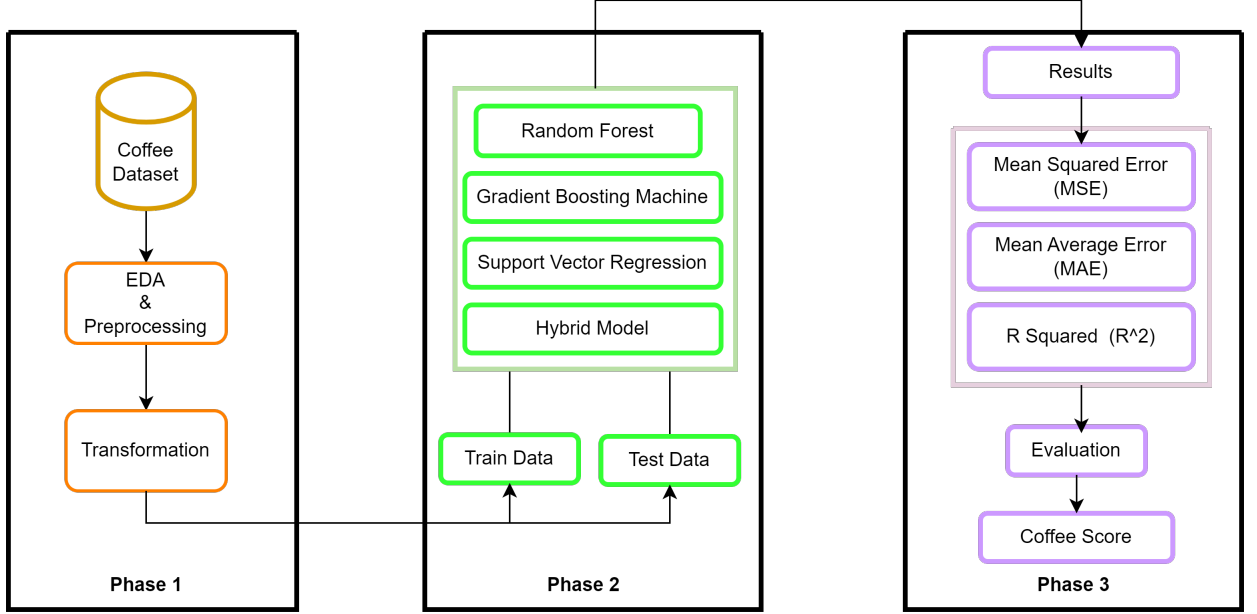 Coffee
Dataset
EDA
&
Preprocessing
Transformation
Phase 1
Random Forest
Gradient Boosting Machine
Support Vector Regression
Hybrid Model
Train Data
Test Data
Phase 2
Results
Mean Squared Error
(MSE)
Mean Average Error
(MAE)
R Squared  (R^2)
Evaluation
Coffee Score
Phase 3